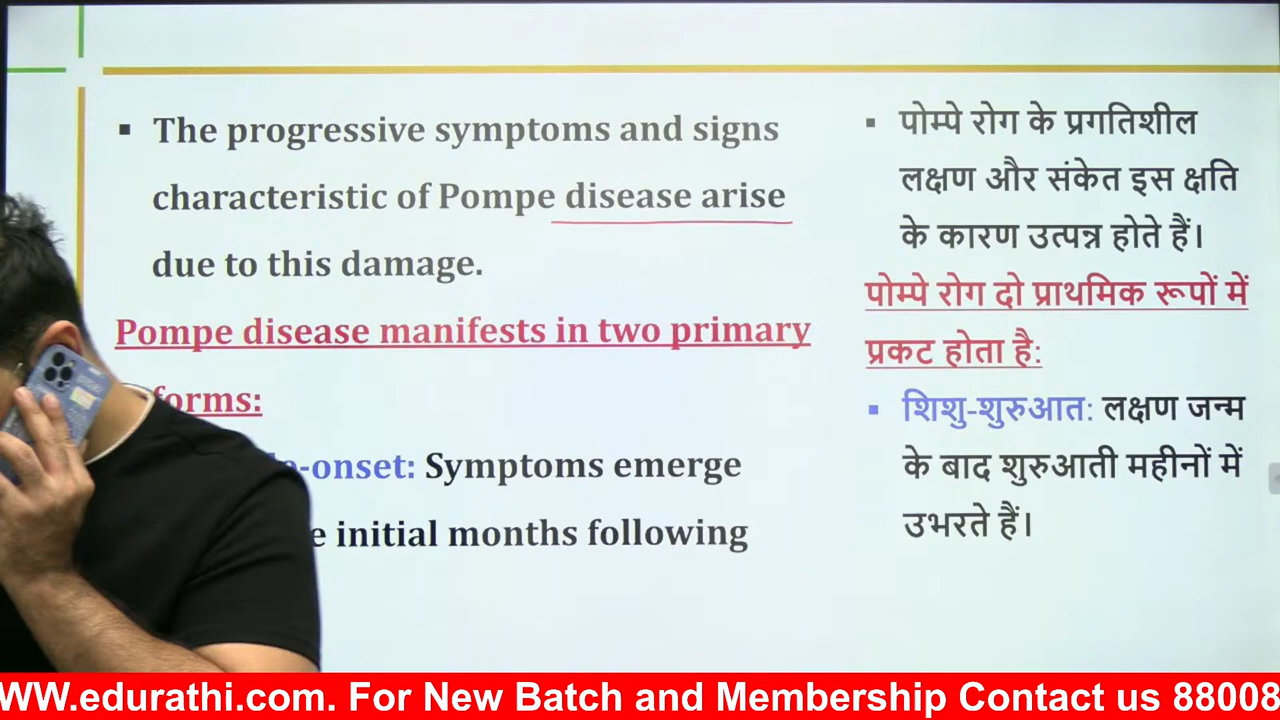 The progressive symptoms and signs
characteristic of Pompe disease arise
due to this damage.
Pompe disease manifests in two primary
forms:
-onset: Symptoms emerge
initial months following
पोम्पे रोग के प्रगतिशील
लक्षण और संकेत इस क्षति
के कारण उत्पन्न होते हैं।
पोम्पे रोग दो प्राथमिक रूपों में
प्रकट होता है:
शिशु-शुरुआत: लक्षण जन्म
के बाद शुरुआती महीनों में
उभरते हैं।
WW.edurathi.com. For New Batch and Membership Contact us 88008